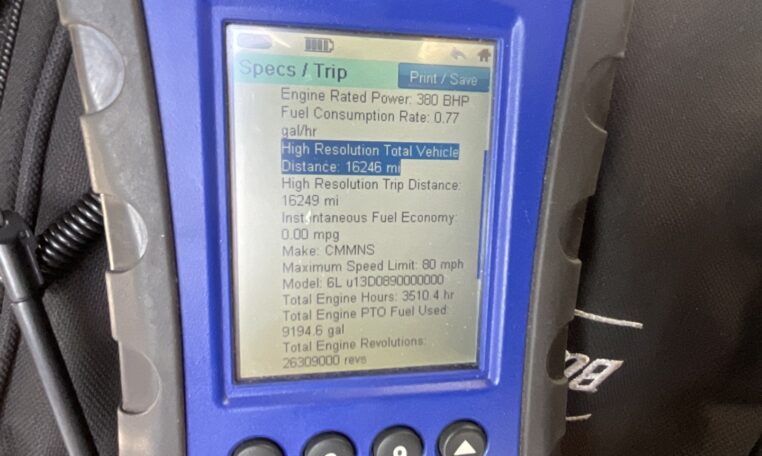 Specs / Trip
Print / Save
Engine Rated Power: 380 BHP
Fuel Consumption Rate: 0.77
gal/hr
High Resolution Total Vehicle
Distance: 16246 mi
High Resolution Trip Distance:
16249 mi
Instantaneous Fuel Economy:
0.00 mpg
Make: CMMNS
Maximum Speed Limit: 80 mph
Model: 6L u13D0890000000
Total Engine Hours: 3510.4 hr
Total Engine PTO Fuel Used:
9194.6 gal
Total Engine Revolutions:
26309000 revs